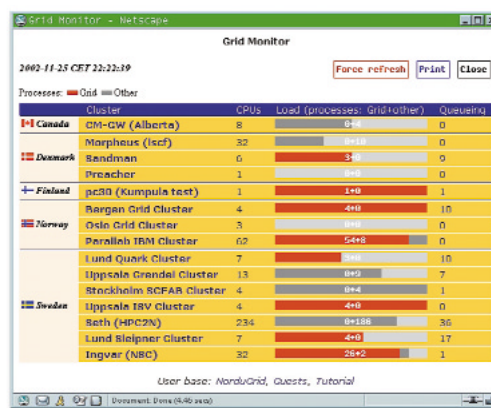 Grid Monitor - Netscape
Grid Monitor
2002-11-25 CET 22:22:39
Force refresh Print Close
Processes: Grid Other
Cluster CPUs Load (processes: Grid+other) Queueing
Canada CM-GW (Alberta) 8 0
Morpheus (iscf) 32 0+10 0
Denmark Sandman 6 3+0 9
Preacher 1 0+0 0
Finland pc30 (Kumpula test) 1 1+0 1
Bergen Grid Cluster 4 4+0 10
Norway Oslo Grid Cluster 3 0+0 0
Parallab IBM Cluster 62 54+8 0
Lund Quark Cluster 7 3+0 10
Uppsala Grendel Cluster 13 0+9 7
Stockholm SCFAB Cluster 4 0+4 1
Sweden Uppsala ISV Cluster 4 4+0 0
Seth (HPC2N) 234 0+186 36
Lund Sleipner Cluster 7 4+0 17
Ingvar (NSC) 32 26+2 1
User base: NorduGrid, Guests, Tutorial
Document: Done (4.46 secs)